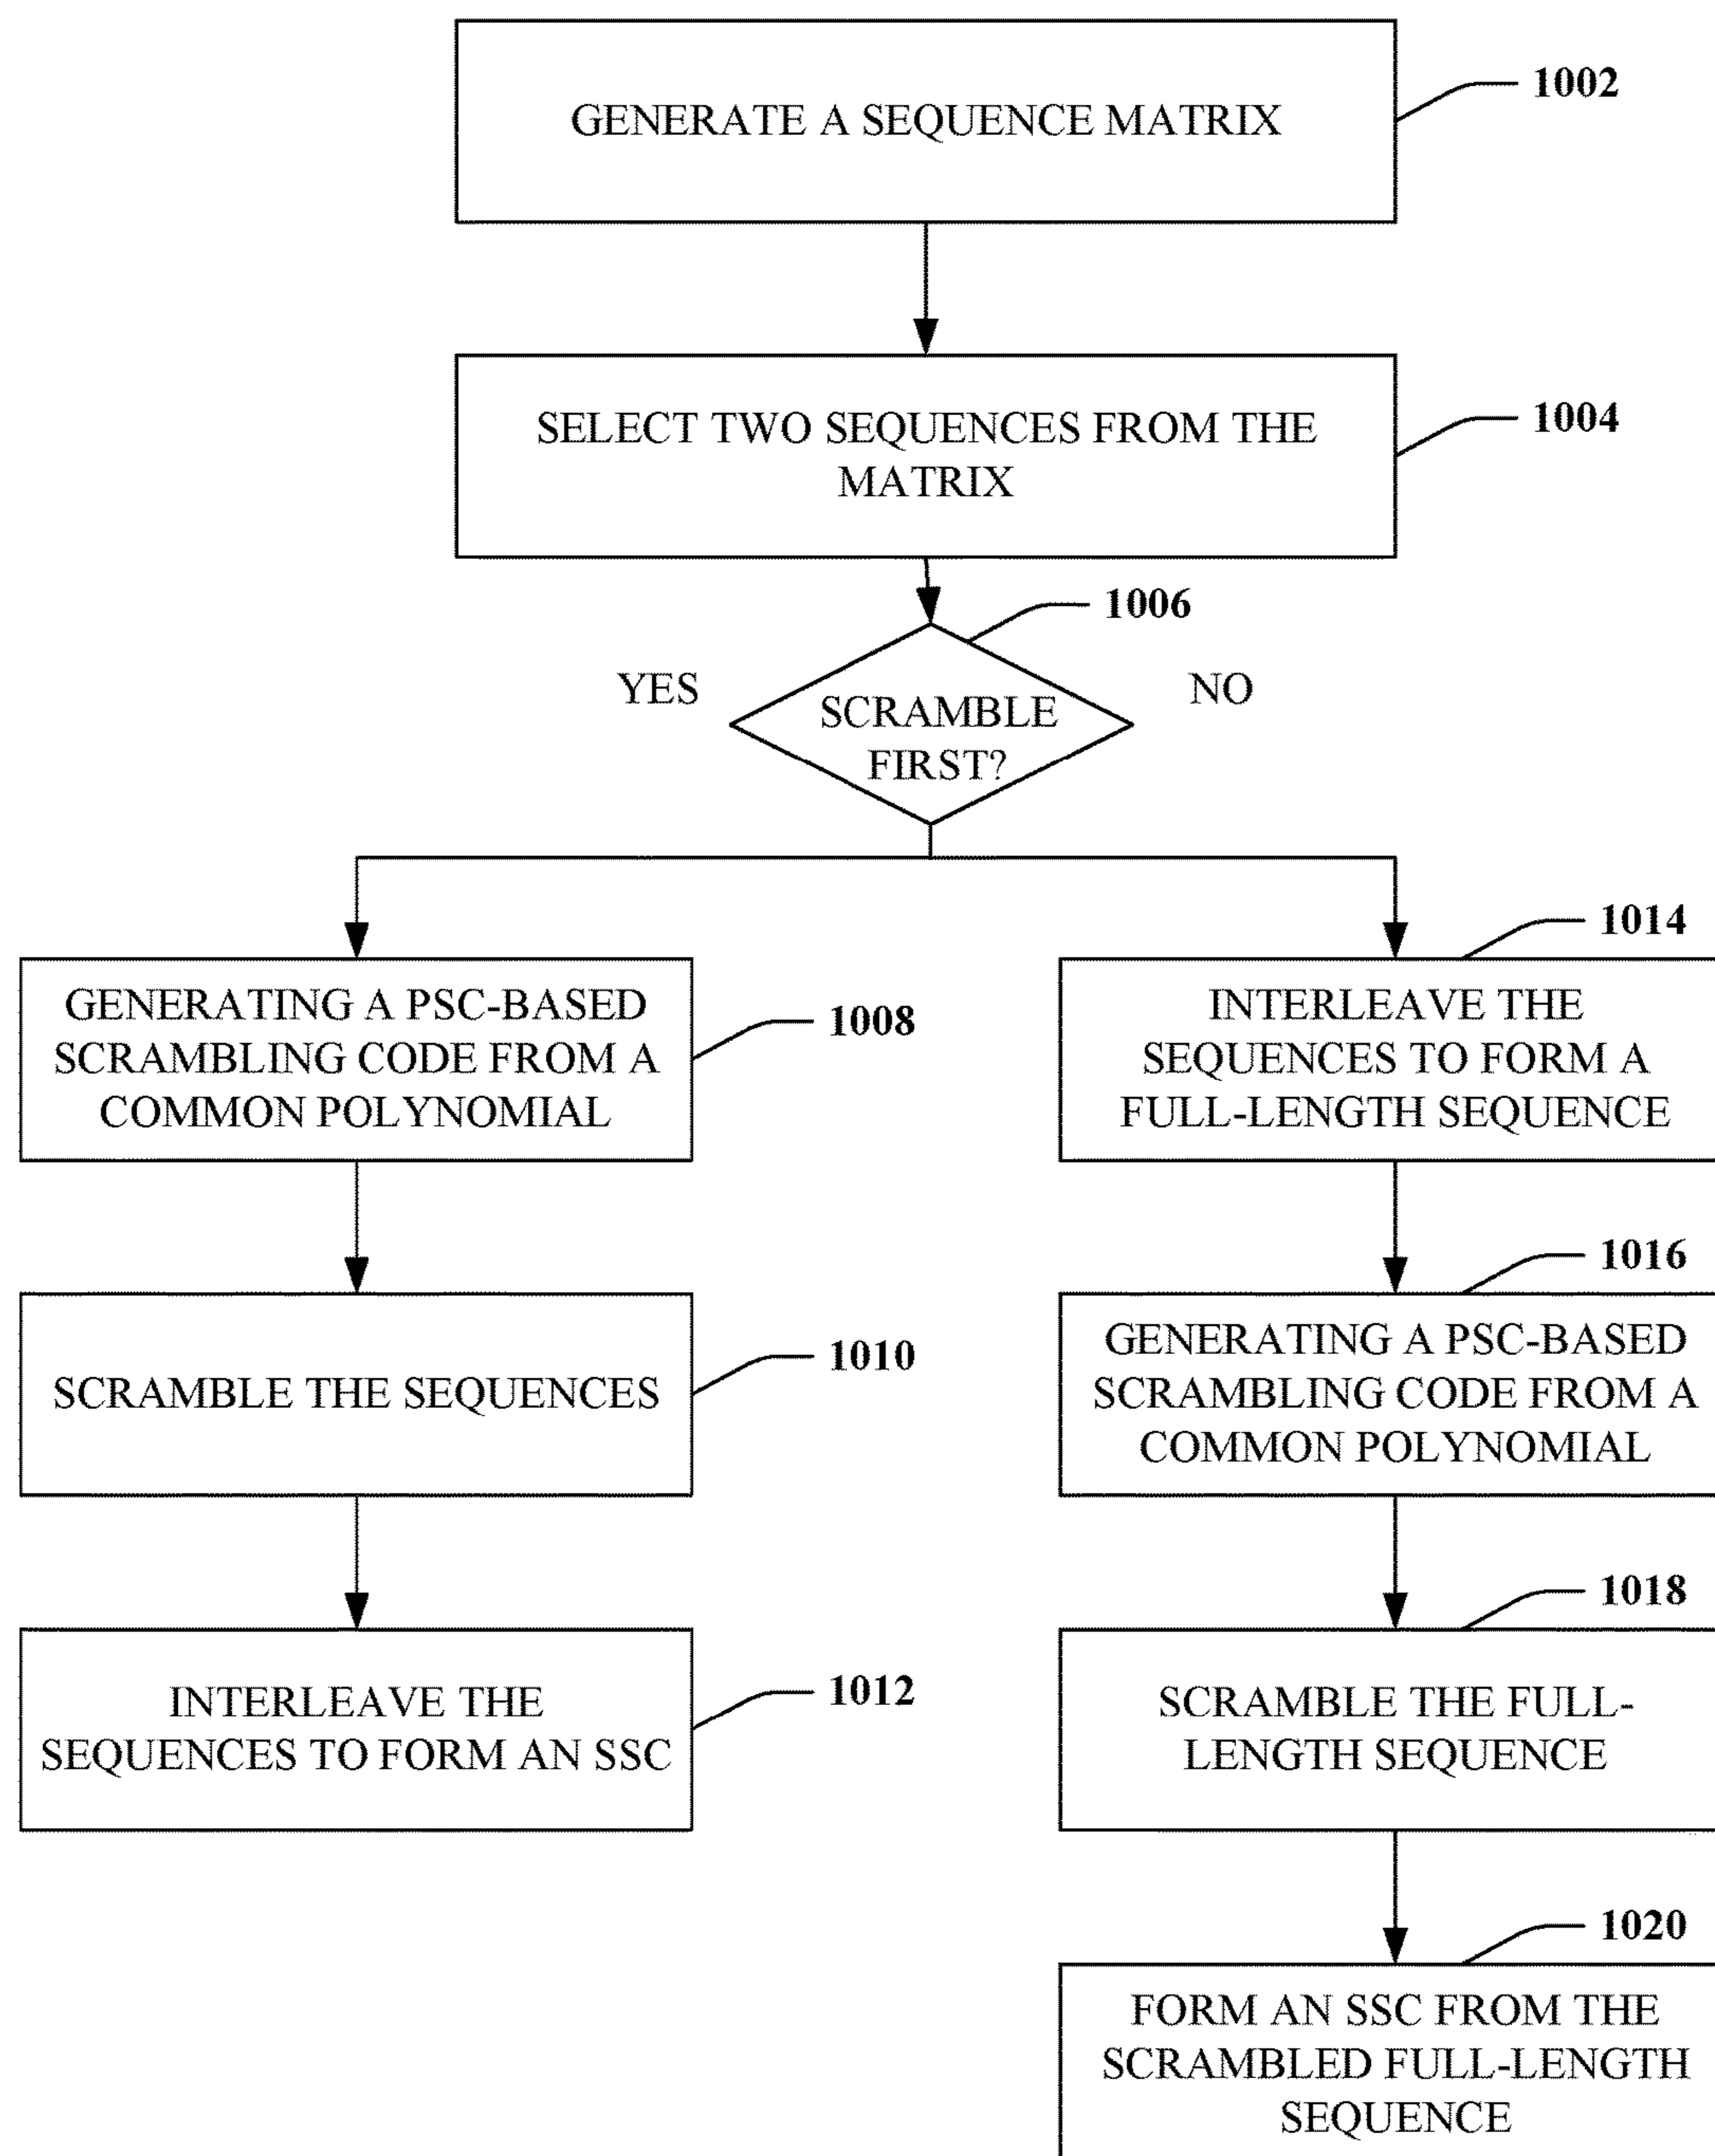 GENERATE A SEQUENCE MATRIX
1002
SELECT TWO SEQUENCES FROM THE
MATRIX
1004
1006
YES
NO
SCRAMBLE
FIRST?
GENERATING A PSC-BASED
SCRAMBLING CODE FROM A
COMMON POLYNOMIAL
1008
SCRAMBLE THE SEQUENCES
1010
INTERLEAVE THE
SEQUENCES TO FORM AN SSC
1012
1014
INTERLEAVE THE
SEQUENCES TO FORM A
FULL-LENGTH SEQUENCE
1016
GENERATING A PSC-BASED
SCRAMBLING CODE FROM A
COMMON POLYNOMIAL
1018
SCRAMBLE THE FULL-
LENGTH SEQUENCE
1020
FORM AN SSC FROM THE
SCRAMBLED FULL-LENGTH
SEQUENCE